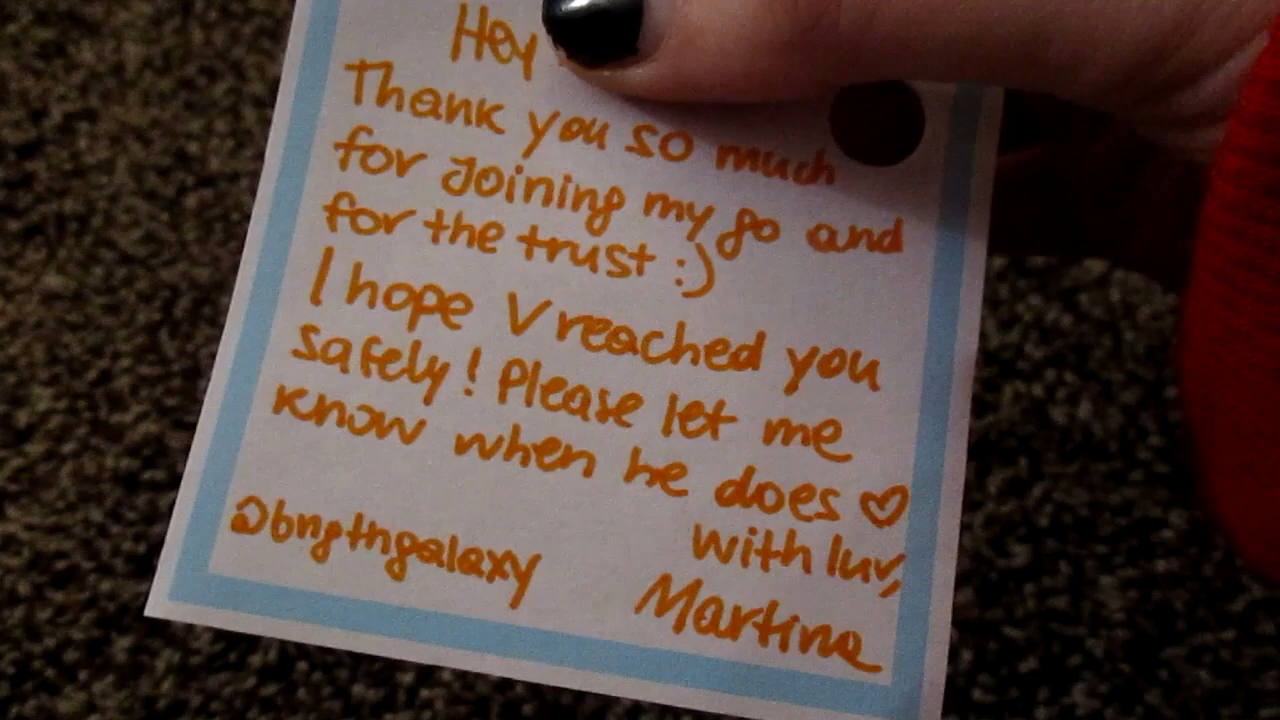 Hey
Thank you so much
for Joining my go and
for the trust :)
I hope V reached you
safely! Please let me
know when he does ♡
with luv,
@bngthgalaxy
Martina